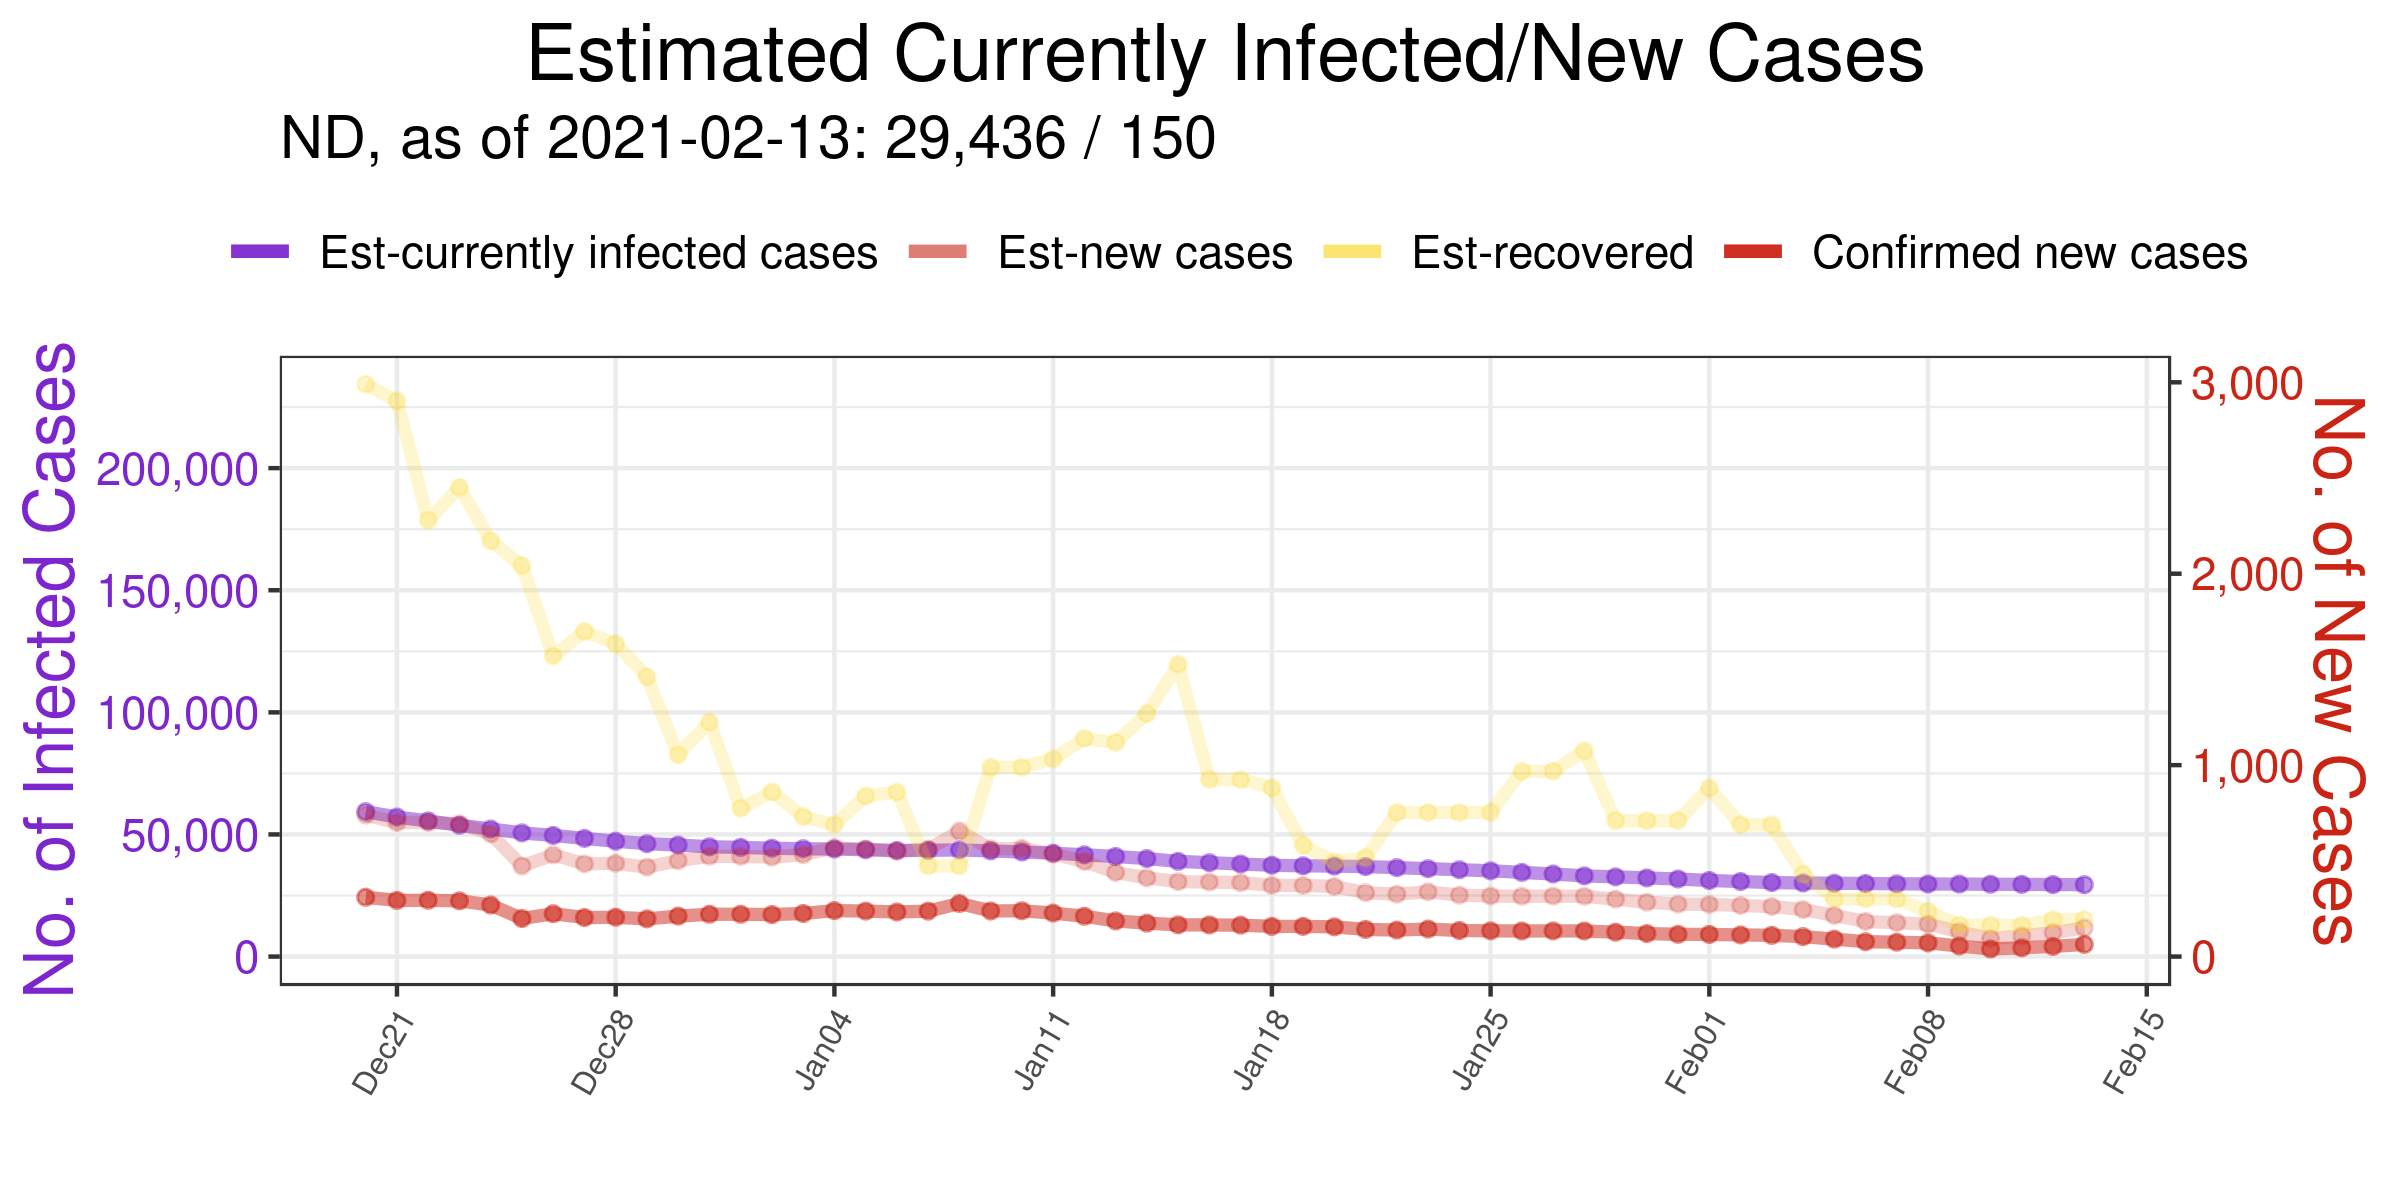 Estimated Currently Infected/New Cases
ND, as of 2021-02-13: 29,436 / 150
Est-currently infected cases Est-new cases Est-recovered Confirmed new cases
No. of Infected Cases
200,000
150,000
100,000
50,000
0
3,000
2,000
1,000
0
No. of New Cases
Dec21 Dec28 Jan04 Jan11 Jan18 Jan25 Feb01 Feb08 Feb15